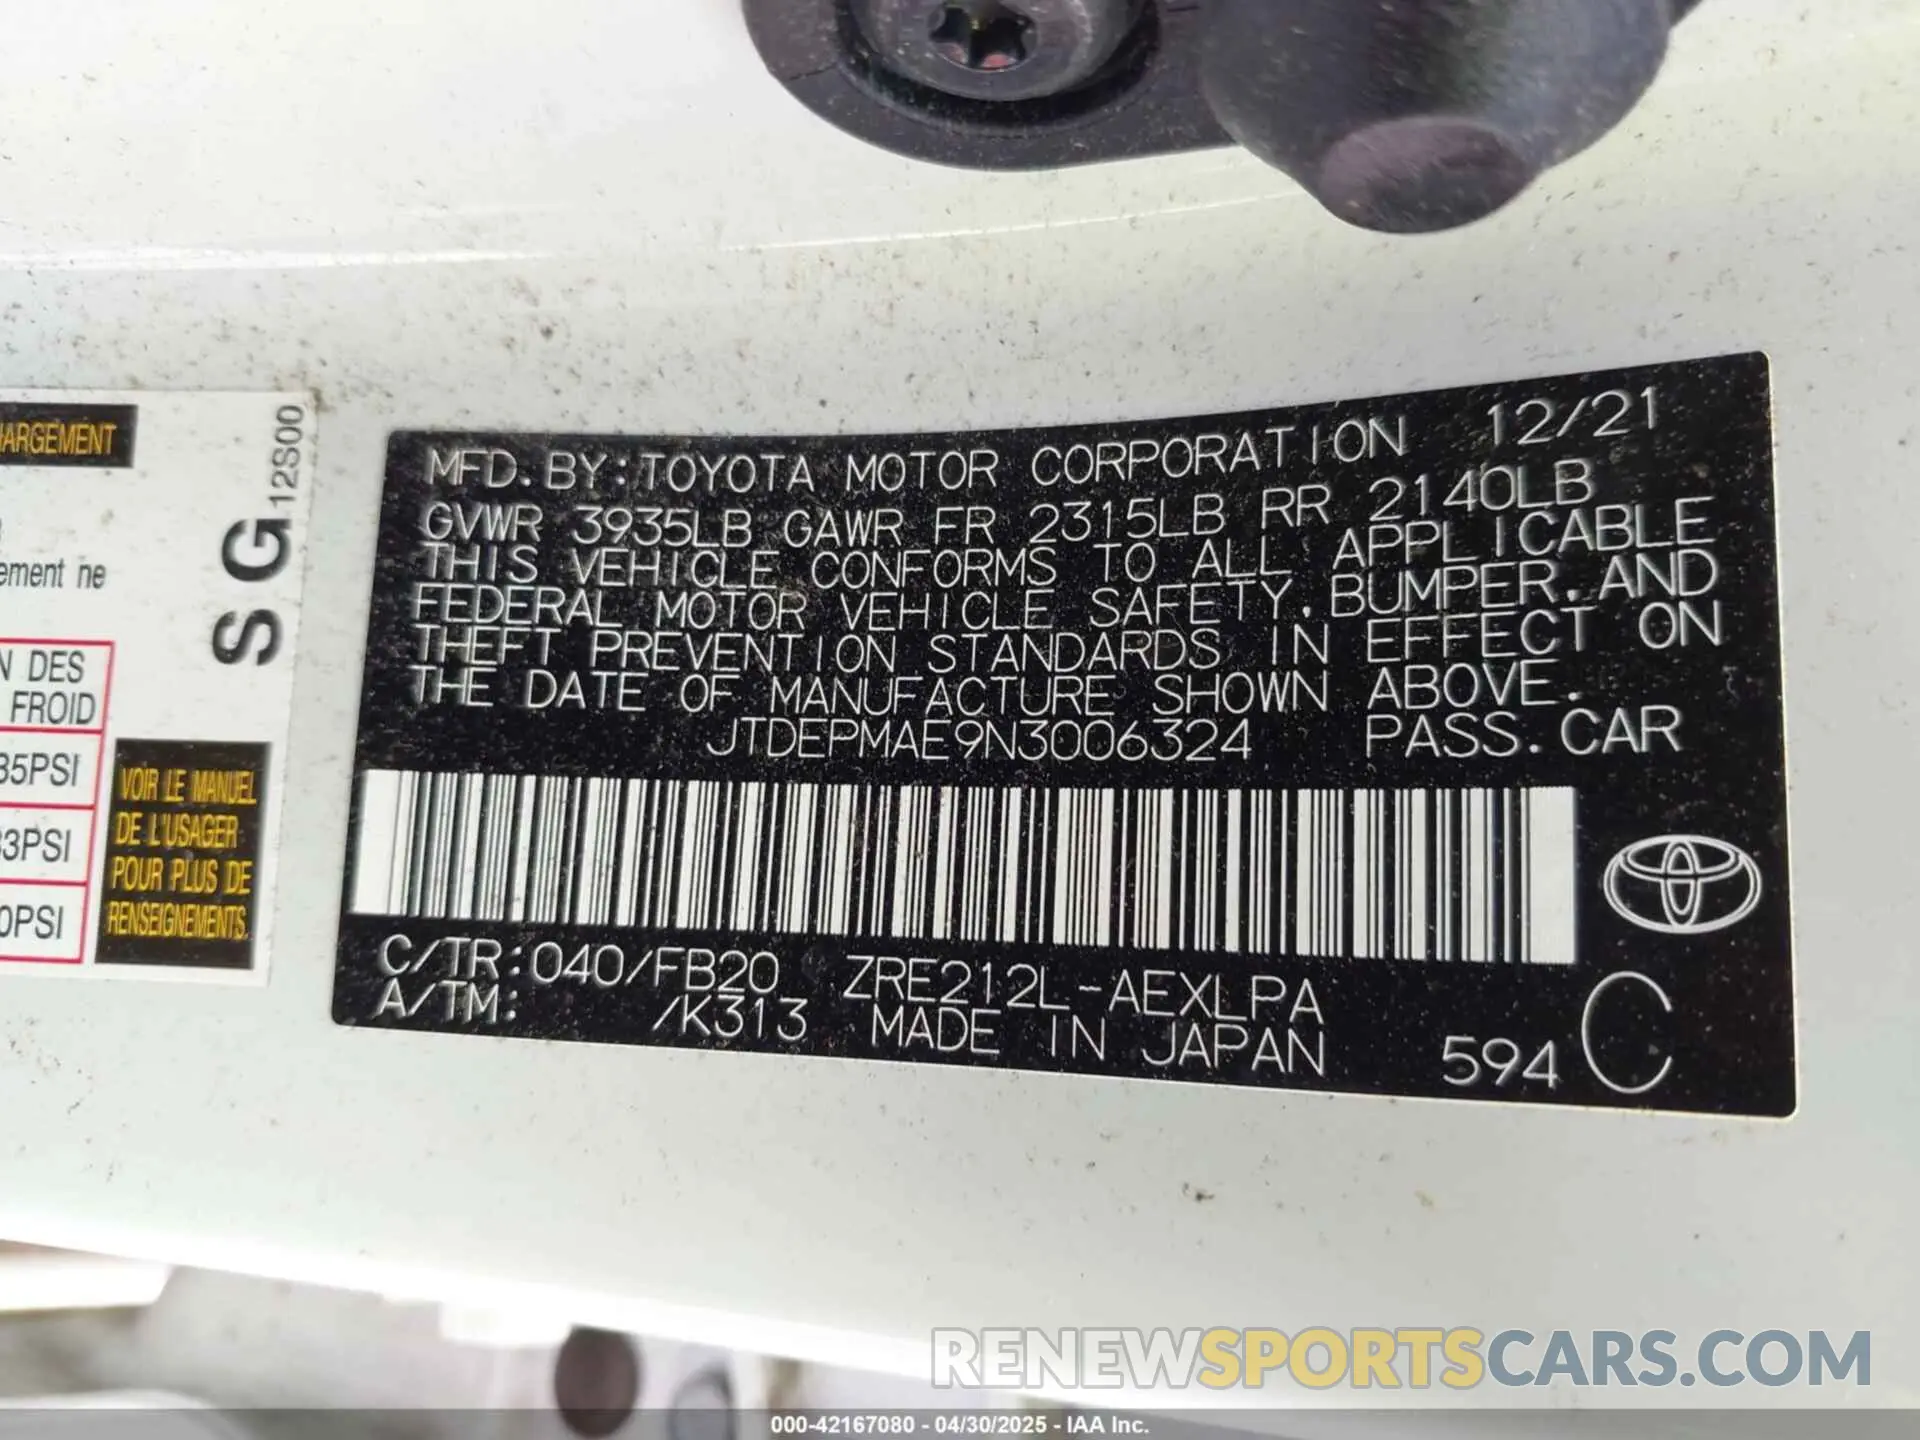 HARGEMENT
ement ne
N DES
FROID
35PSI
33PSI
0PSI
SG12S00
VOIR LE MANUEL
DE L'USAGER
POUR PLUS DE
RENSEIGNEMENTS.
MFD.BY:TOYOTA MOTOR CORPORATION 12/21
GVWR 3935LB GAWR FR 2315LB RR 2140LB
THIS VEHICLE CONFORMS TO ALL APPLICABLE
FEDERAL MOTOR VEHICLE SAFETY,BUMPER,AND
THEFT PREVENTION STANDARDS IN EFFECT ON
THE DATE OF MANUFACTURE SHOWN ABOVE.
JTDEPMAE9N3006324 PASS.CAR
C/TR:040/FB20 ZRE212L-AEXLPA
A/TM: /K313 MADE IN JAPAN 594 C
RENEWSPORTSCARS.COM
000-42167080 - 04/30/2025 - IAA Inc.